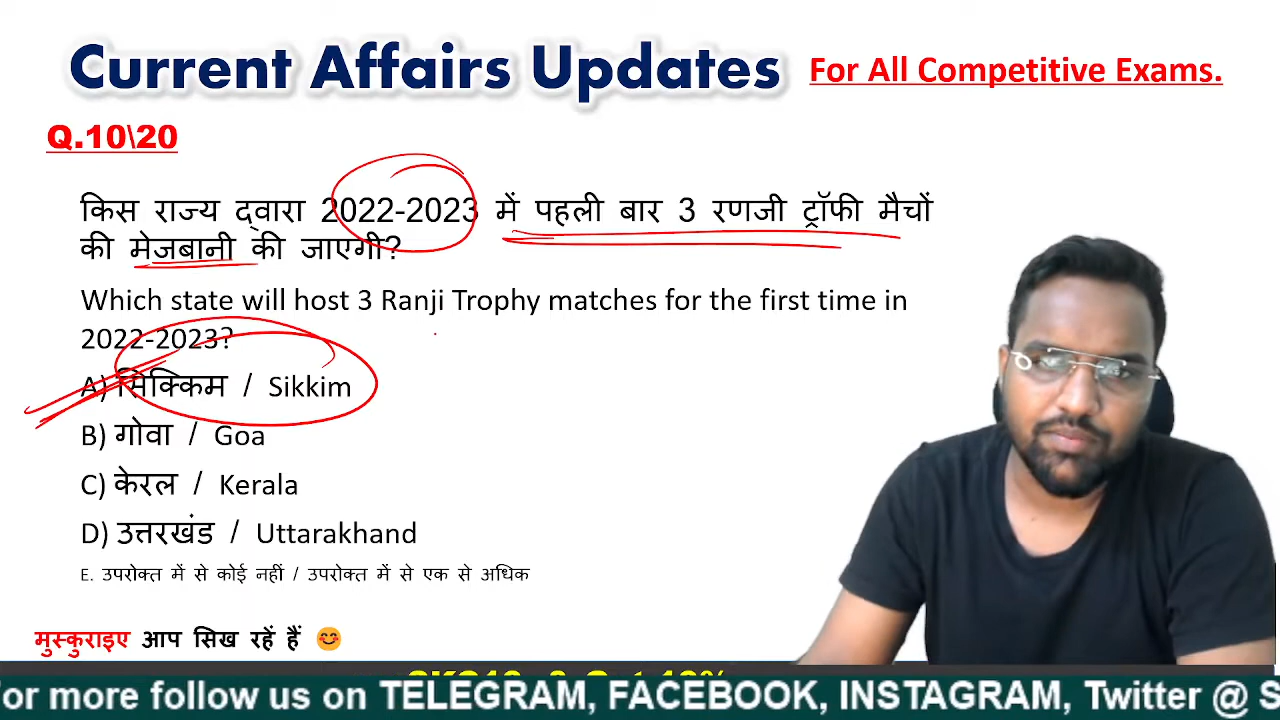 Current Affairs Updates For All Competitive Exams.
Q.10\20
किस राज्य द्वारा 2022-2023 में पहली बार 3 रणजी ट्रॉफी मैचों
की मेजबानी की जाएगी?
Which state will host 3 Ranji Trophy matches for the first time in
2022-2023?
A) सिक्किम / Sikkim
B) गोवा / Goa
C) केरल / Kerala
D) उत्तरखंड / Uttarakhand
E. उपरोक्त में से कोई नहीं / उपरोक्त में से एक से अधिक
मुस्कुराइए आप सिख रहें हैं 😊
or more follow us on TELEGRAM, FACEBOOK, INSTAGRAM, Twitter @ S